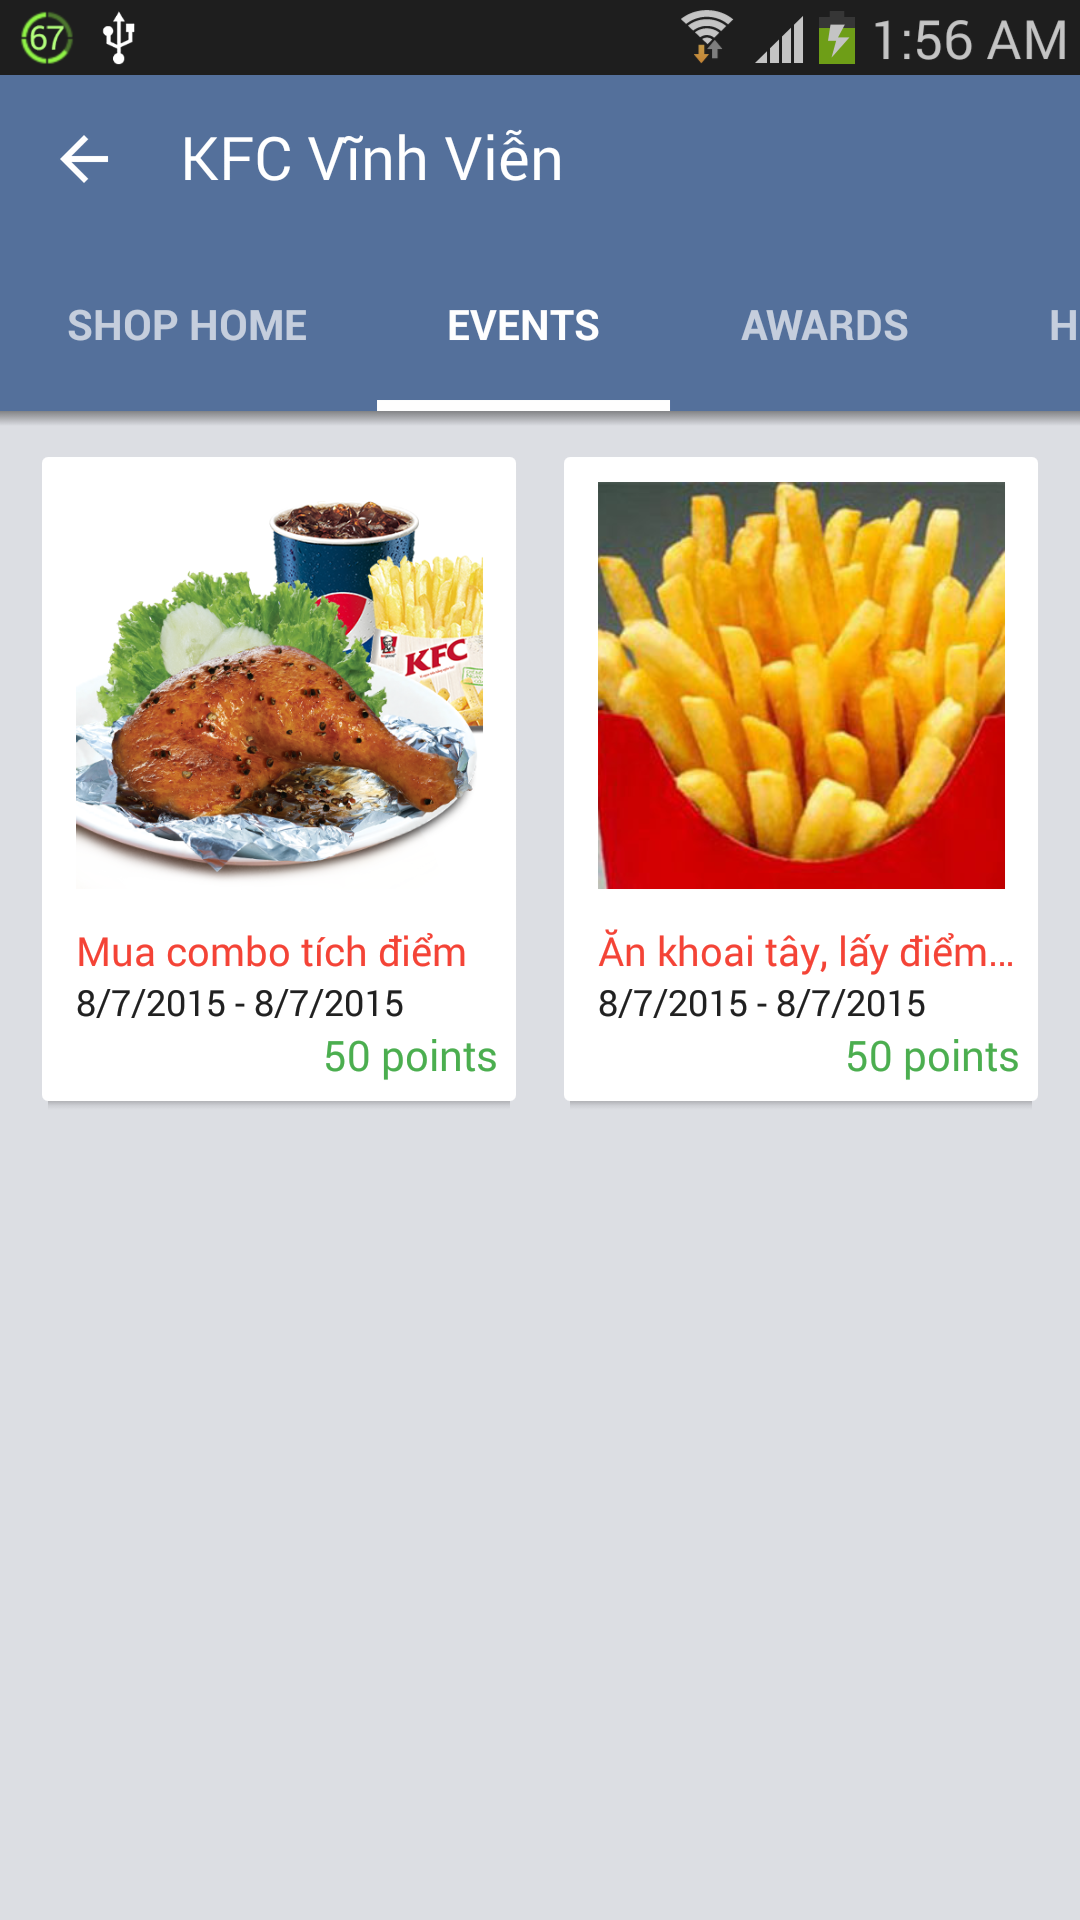 67 1:56 AM
KFC Vĩnh Viễn
SHOP HOME EVENTS AWARDS H
KFC
Mua combo tích điểm
8/7/2015 - 8/7/2015
50 points
Ăn khoai tây, lấy điểm...
8/7/2015 - 8/7/2015
50 points